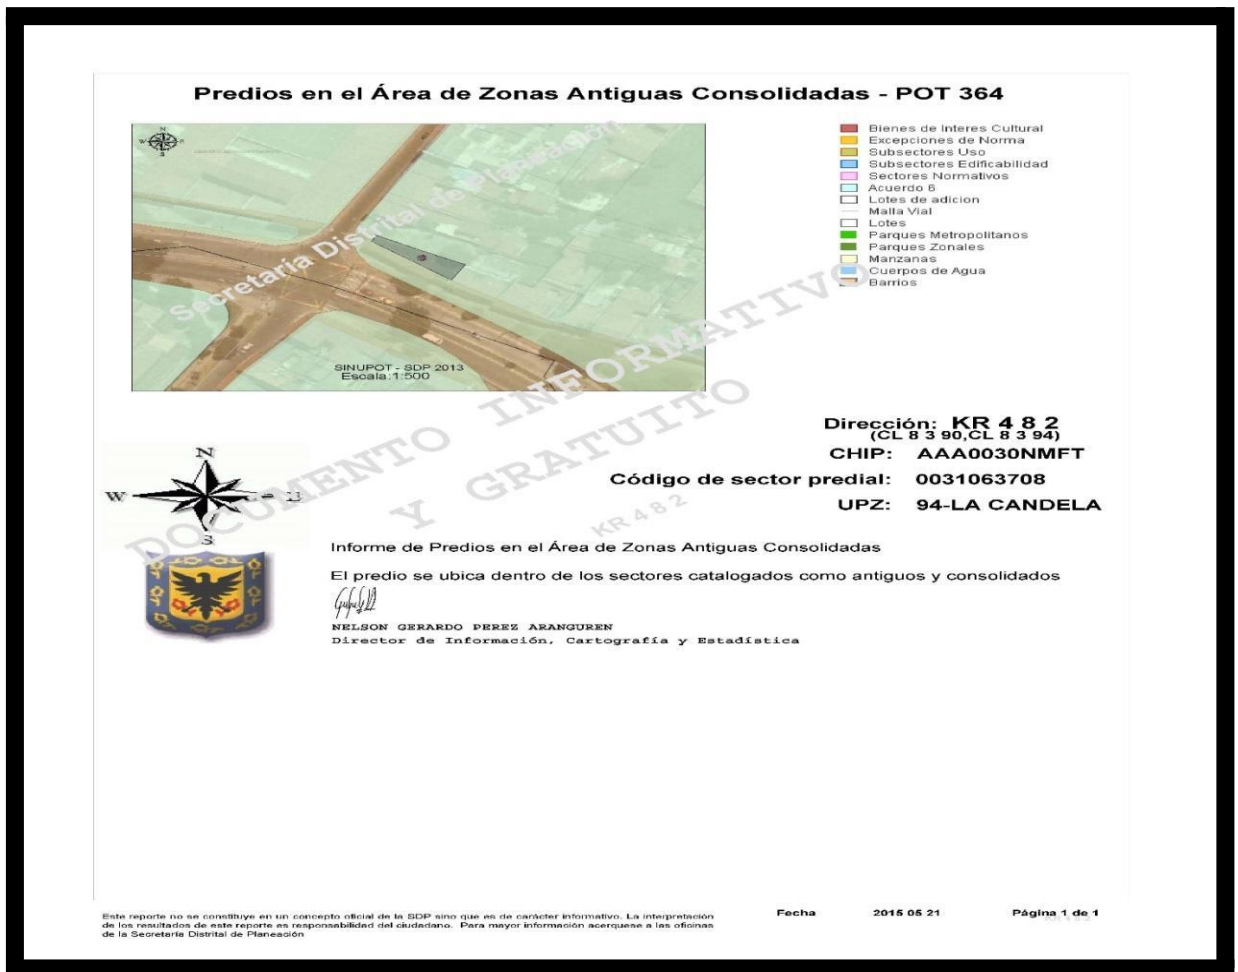 Predios en el Área de Zonas Antiguas Consolidadas - POT 364
N
W
S
Secretaría Distrital de Planeación
SINUPOT - SDP 2013
Escala:1:500
Bienes de Interes Cultural
Excepciones de Norma
Subsectores Uso
Subsectores Edificabilidad
Sectores Normativos
Acuerdo 6
Lotes de adicion
Malla Vial
Lotes
Parques Metropolitanos
Parques Zonales
Manzanas
Cuerpos de Agua
Barrios
DOCUMENTO INFORMATIVO
Y GRATUITO
KR 4 8 2
Dirección: KR 4 8 2
(CL 8 3 90,CL 8 3 94)
CHIP: AAA0030NMFT
Código de sector predial: 0031063708
UPZ: 94-LA CANDELA
N
W
S
Informe de Predios en el Área de Zonas Antiguas Consolidadas
El predio se ubica dentro de los sectores catalogados como antiguos y consolidados
NELSON GERARDO PEREZ ARANGUREN
Director de Información, Cartografía y Estadística
Este reporte no se constituye en un concepto oficial de la SDP sino que es de carácter informativo. La interpretación
de los resultados de este reporte es responsabilidad del ciudadano. Para mayor información acerquese a las oficinas
de la Secretaría Distrital de Planeación
Fecha 2015 05 21 Página 1 de 1